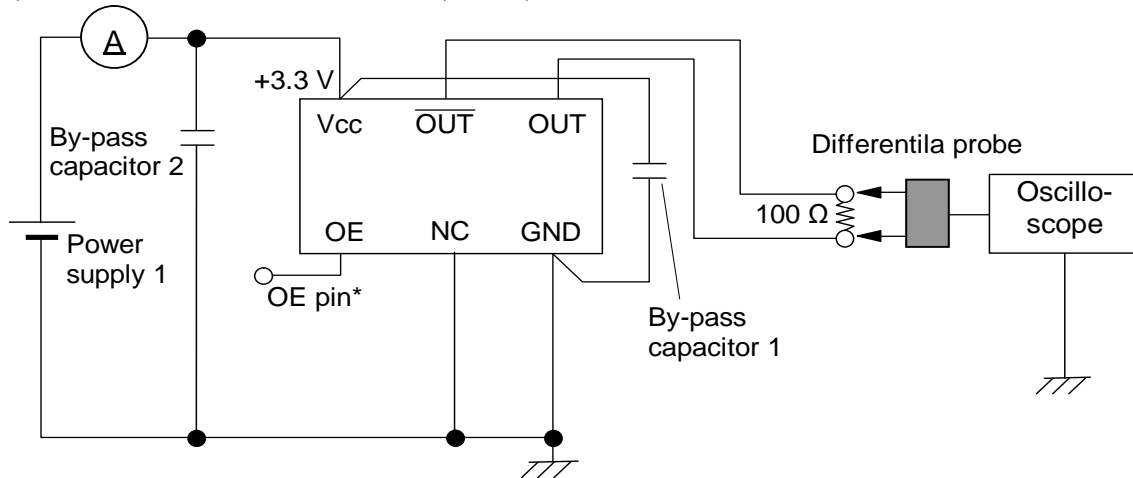 A
+3.3 V
Vcc OUT OUT
By-pass
capacitor 2
Differentila probe
100 Ω
Oscillo-
scope
OE NC GND
Power
supply 1
OE pin*
By-pass
capacitor 1